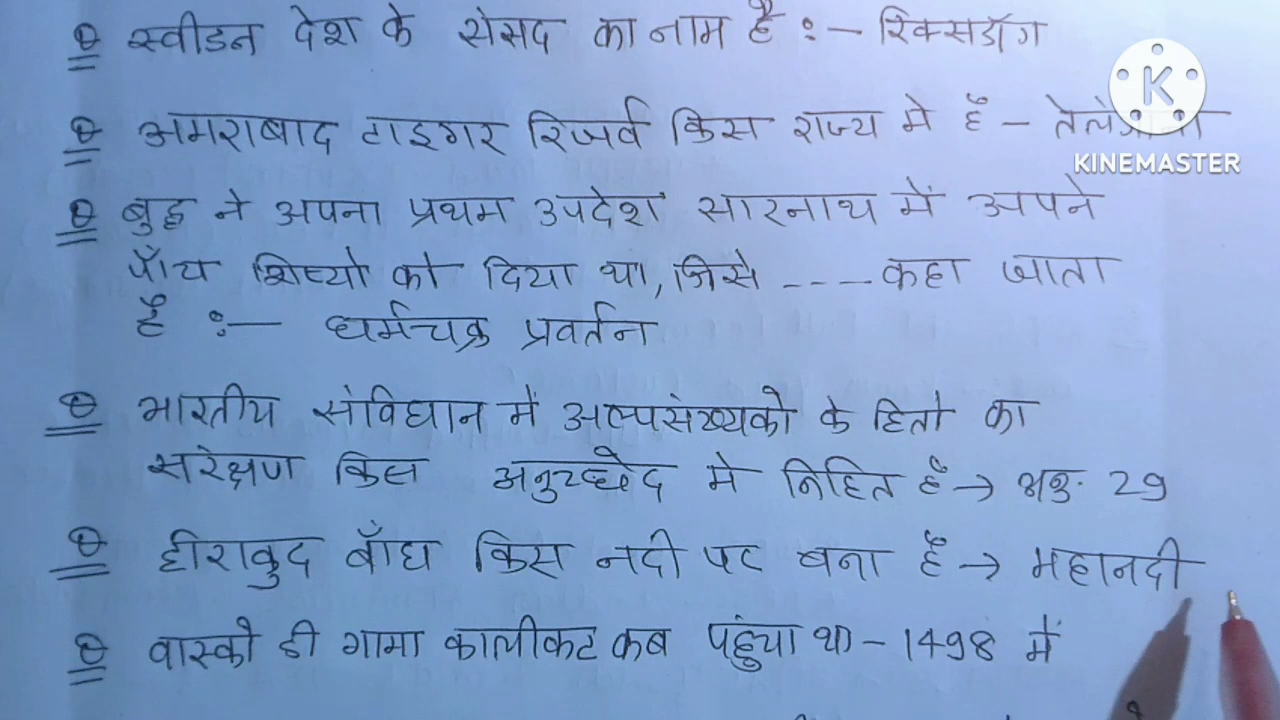 स्वीडन देश के संसद का नाम है :- रिक्सडॉग
अमराबाद टाइगर रिजर्व किस राज्य में है - तेलंगाना
K
KINEMASTER
बुद्ध ने अपना प्रथम उपदेश सारनाथ में अपने
पाँच शिष्यो को दिया था, जिसे ---- कहा जाता
है :- धर्मचक्र प्रवर्तन
भारतीय संविधान में अल्पसंख्यको के हितो का
सरंक्षण किस अनुच्छेद मे निहित है → अनु. 29
हीराकुद बाँध किस नदी पर बना है → महानदी
वास्को डी गामा कालीकट कब पहुंचा था - 1498 में